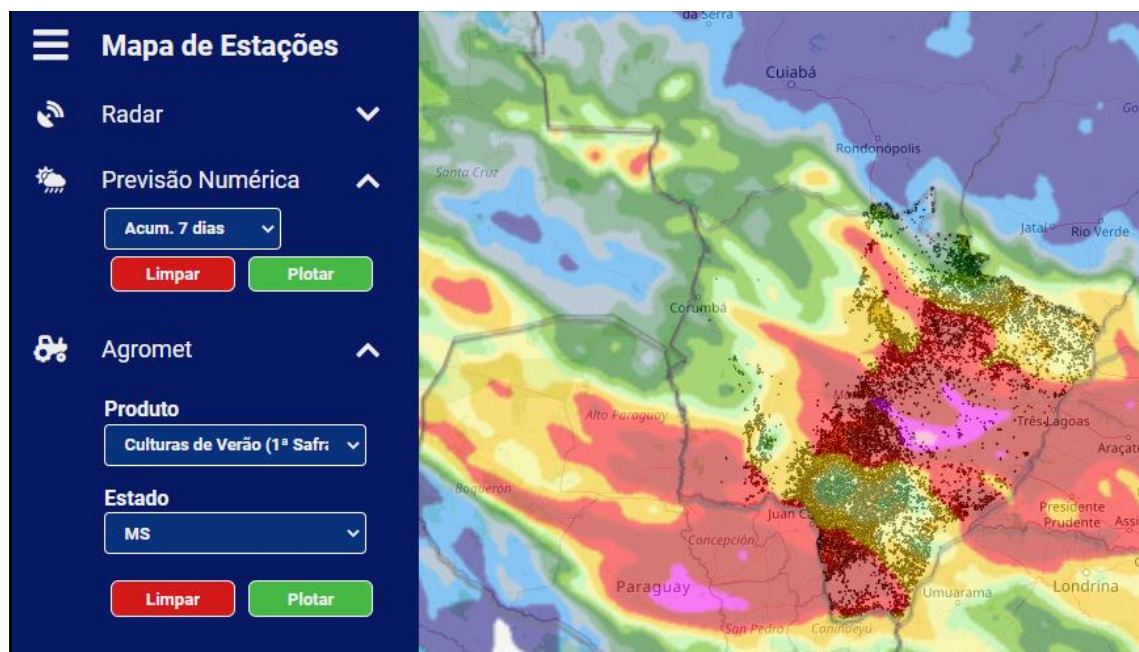 Mapa de Estações
Radar
Previsão Numérica
Acum. 7 dias
Limpar
Plotar
Agromet
Produto
Culturas de Verão (1ª Safra
Estado
MS
Limpar
Plotar
da Serra
Cuiabá
Go
Rondonópolis
Santa Cruz
Jataí
Rio Verde
Corumbá
Alto Paraguay
Três Lagoas
Araçat
Boquerón
Juan C
Presidente
Prudente
Assi
Concepción
Paraguay
Umuarama
Londrina
San Pedro
Canindeyú